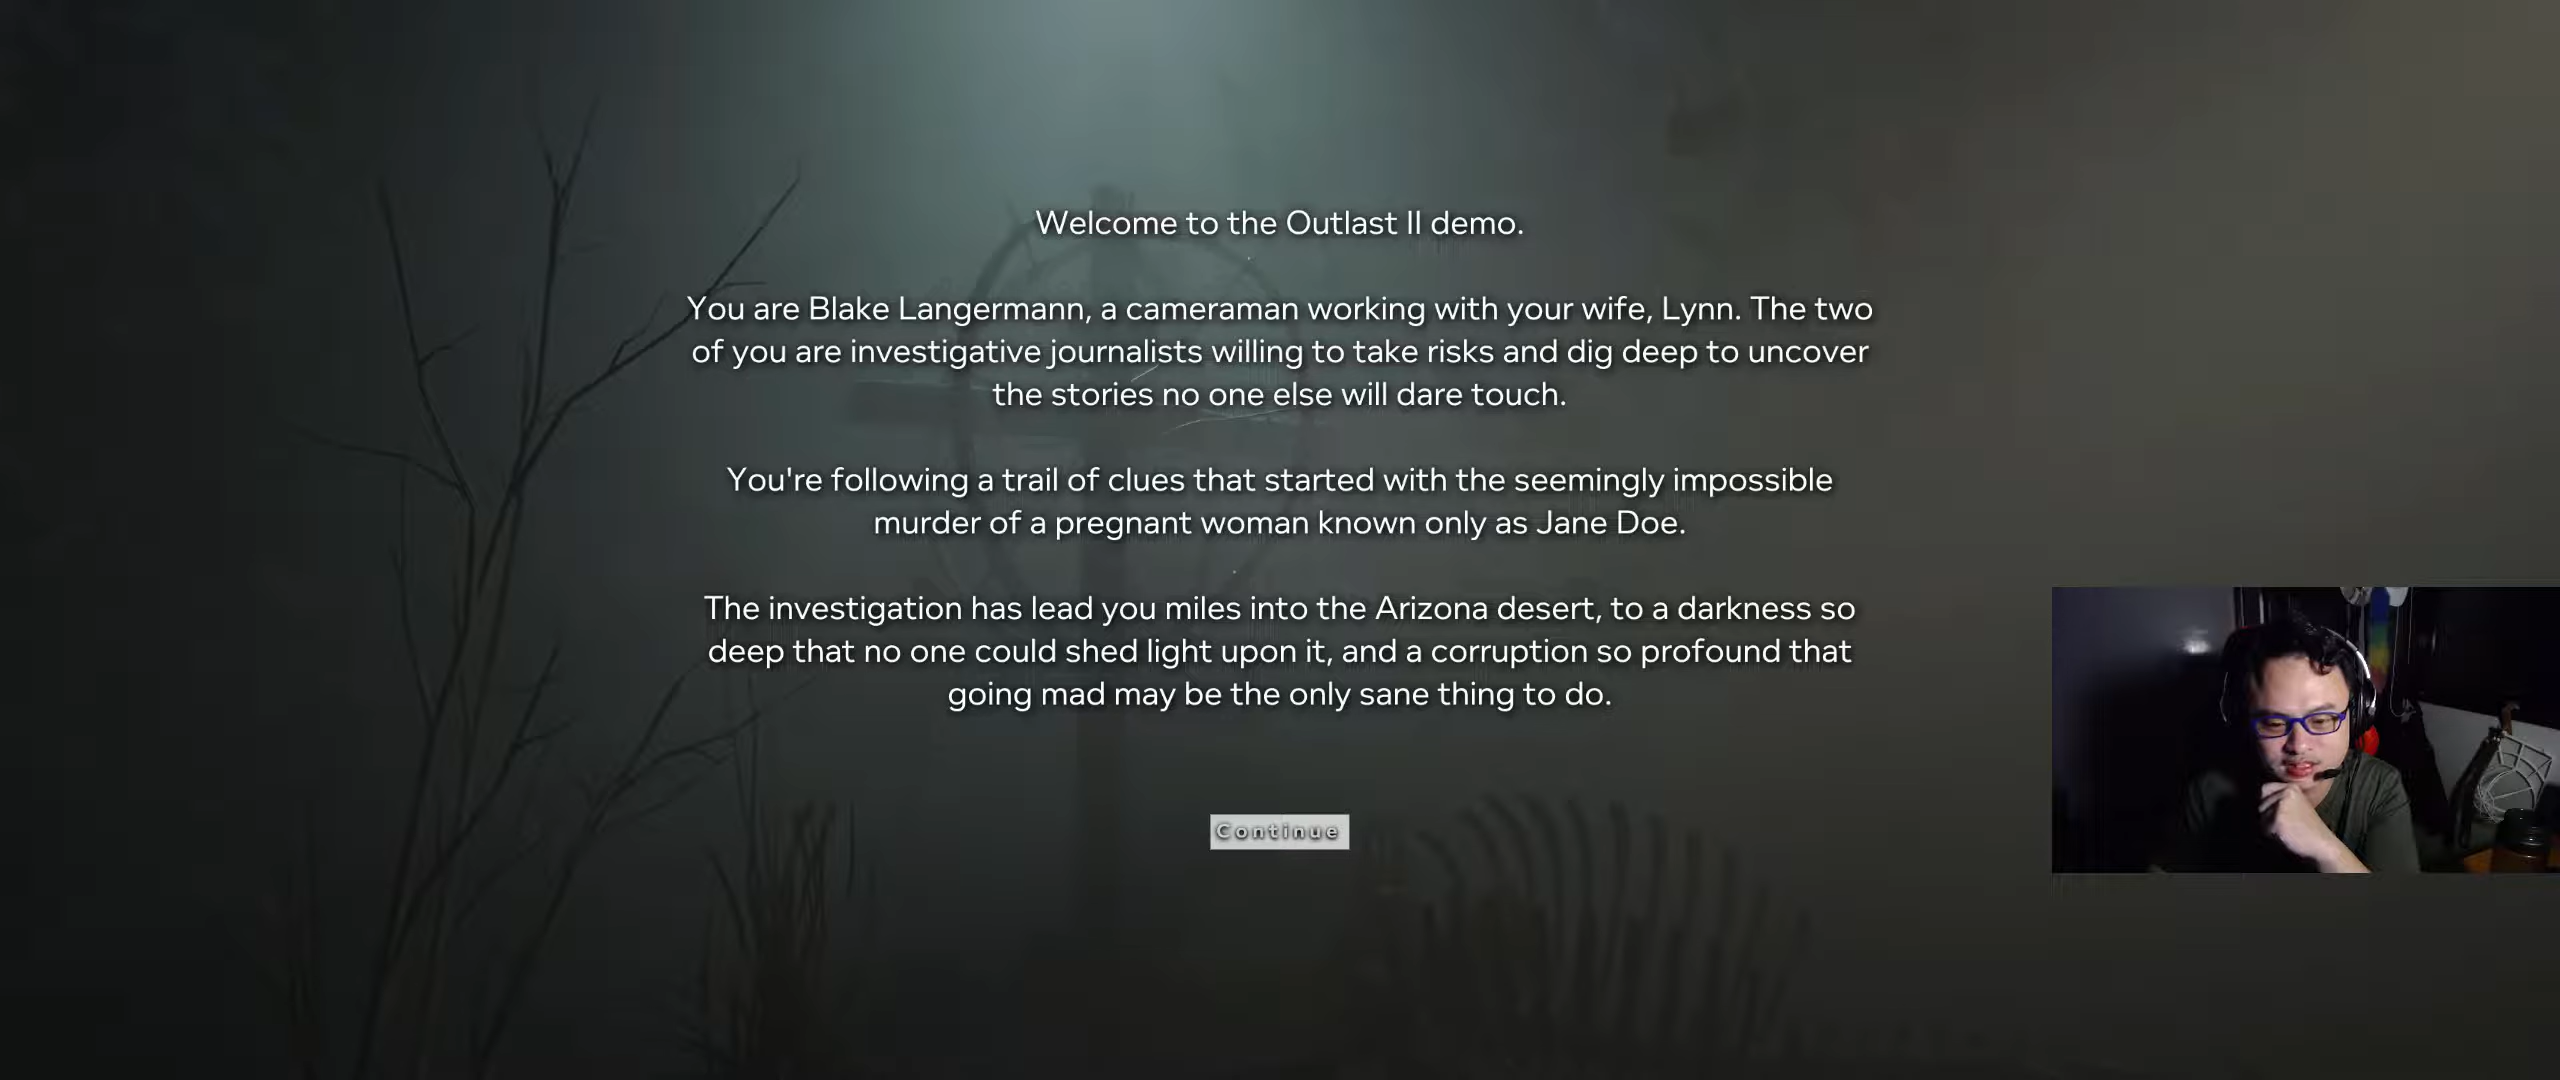 Welcome to the Outlast II demo.
You are Blake Langermann, a cameraman working with your wife, Lynn. The two
of you are investigative journalists willing to take risks and dig deep to uncover
the stories no one else will dare touch.
You're following a trail of clues that started with the seemingly impossible
murder of a pregnant woman known only as Jane Doe.
The investigation has lead you miles into the Arizona desert, to a darkness so
deep that no one could shed light upon it, and a corruption so profound that
going mad may be the only sane thing to do.
Continue